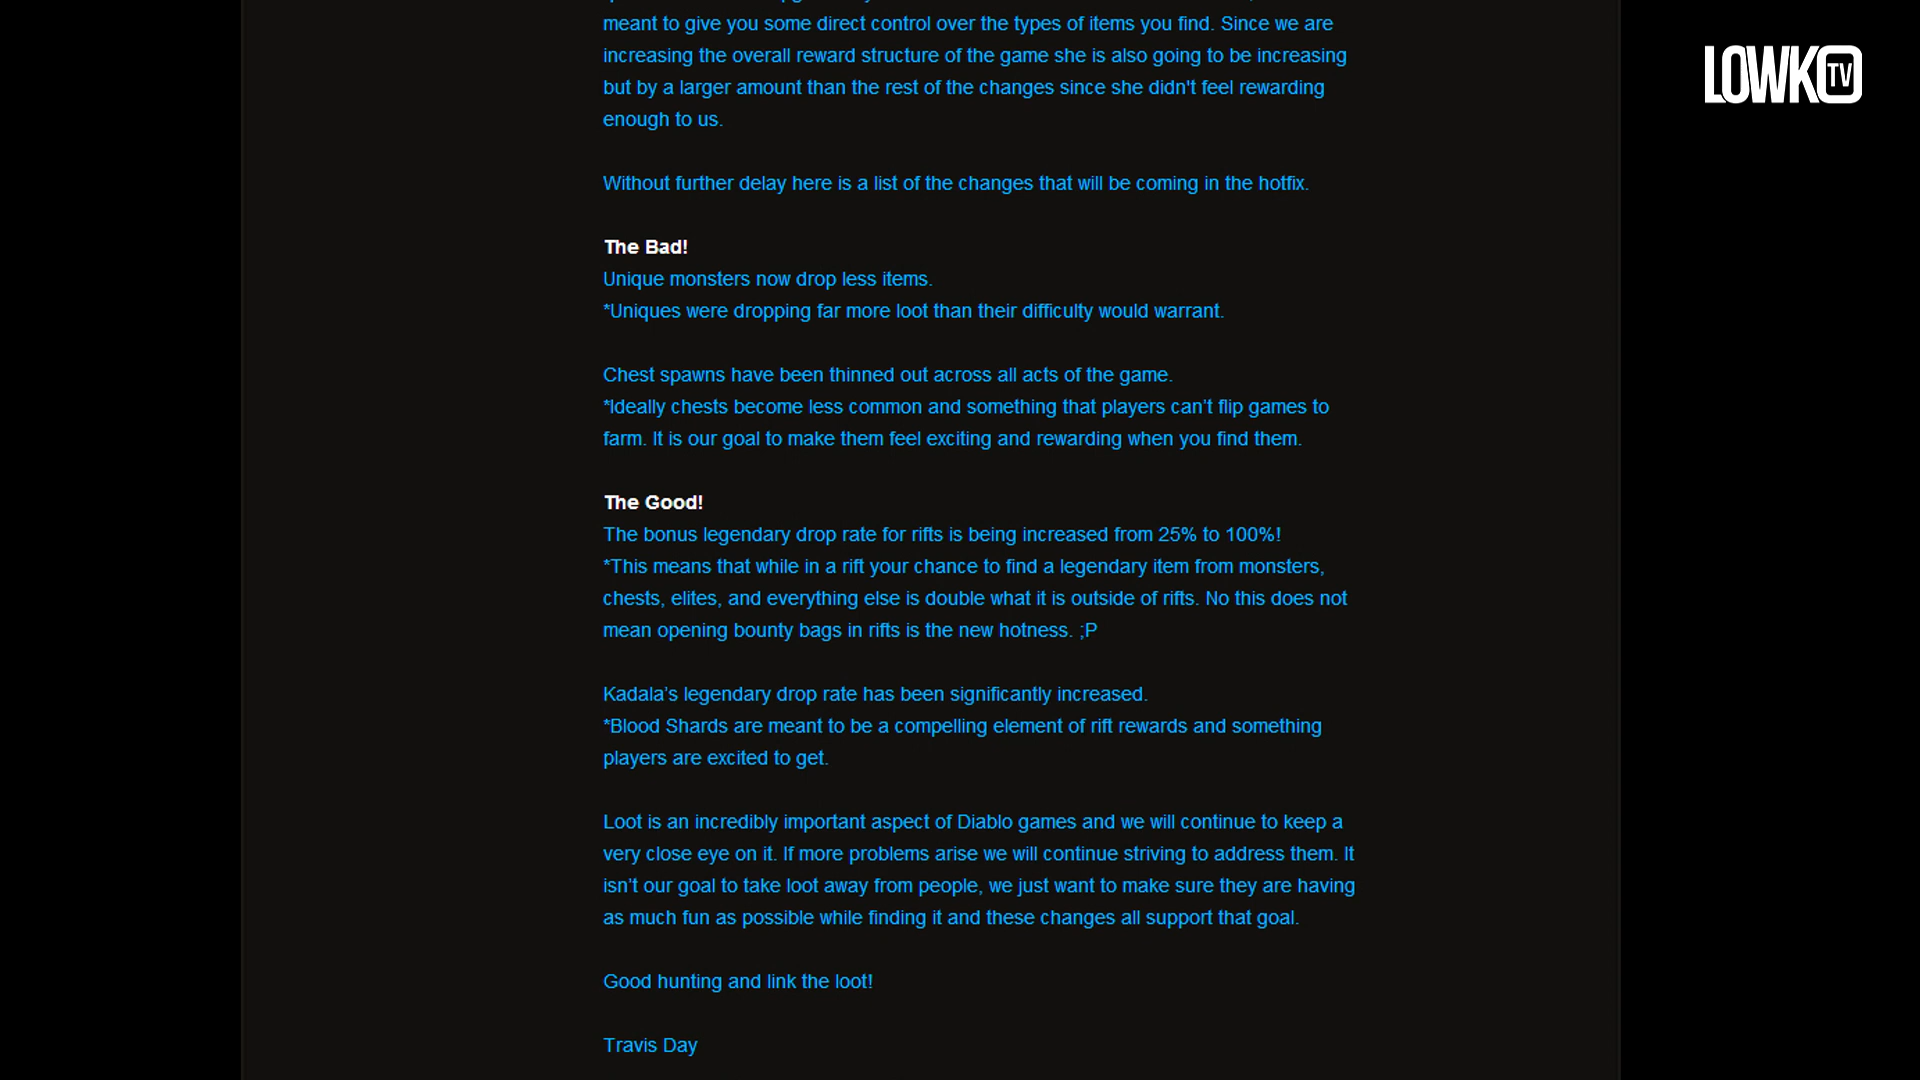 meant to give you some direct control over the types of items you find. Since we are
increasing the overall reward structure of the game she is also going to be increasing
but by a larger amount than the rest of the changes since she didn't feel rewarding
enough to us.
LOWKO TV
Without further delay here is a list of the changes that will be coming in the hotfix.
The Bad!
Unique monsters now drop less items.
*Uniques were dropping far more loot than their difficulty would warrant.
Chest spawns have been thinned out across all acts of the game.
*Ideally chests become less common and something that players can’t flip games to
farm. It is our goal to make them feel exciting and rewarding when you find them.
The Good!
The bonus legendary drop rate for rifts is being increased from 25% to 100%!
*This means that while in a rift your chance to find a legendary item from monsters,
chests, elites, and everything else is double what it is outside of rifts. No this does not
mean opening bounty bags in rifts is the new hotness. ;P
Kadala’s legendary drop rate has been significantly increased.
*Blood Shards are meant to be a compelling element of rift rewards and something
players are excited to get.
Loot is an incredibly important aspect of Diablo games and we will continue to keep a
very close eye on it. If more problems arise we will continue striving to address them. It
isn’t our goal to take loot away from people, we just want to make sure they are having
as much fun as possible while finding it and these changes all support that goal.
Good hunting and link the loot!
Travis Day